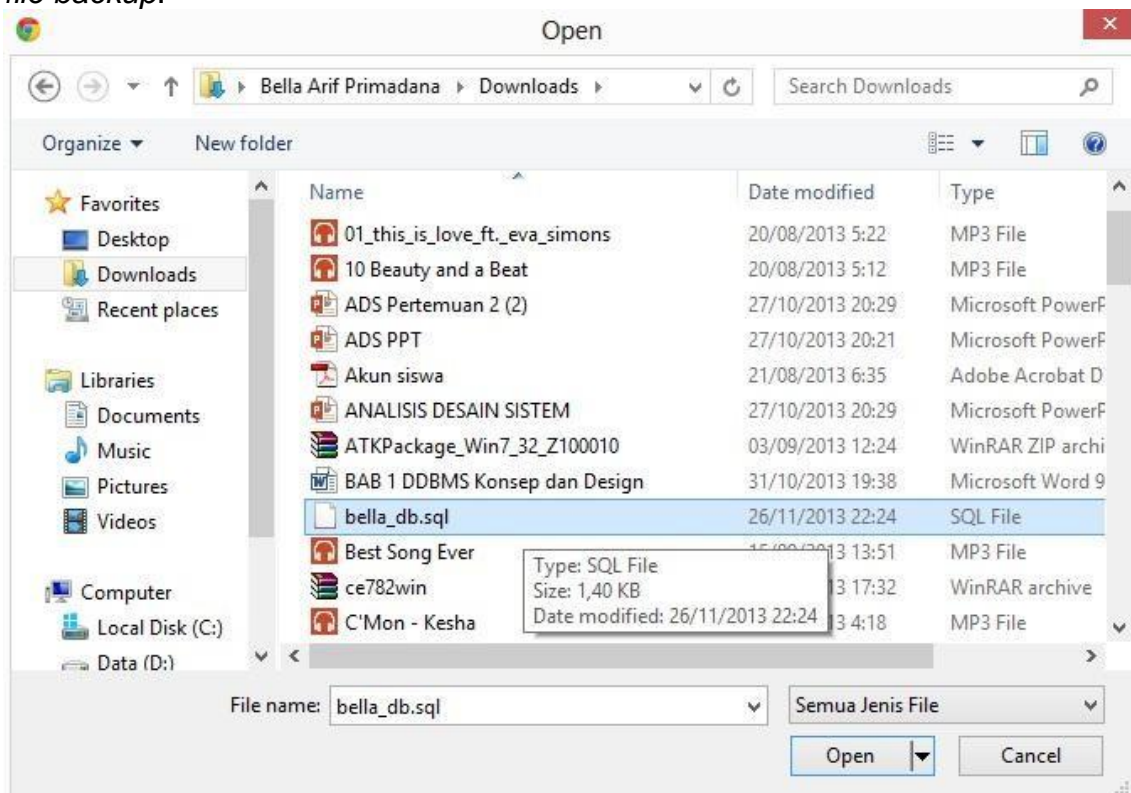 file backup.
Open
Bella Arif Primadana Downloads
Search Downloads
Organize
New folder
Name
Date modified
Type
Favorites
Desktop
Downloads
Recent places
Libraries
Documents
Music
Pictures
Videos
Computer
Local Disk (C:)
Data (D:)
01_this_is_love_ft._eva_simons 20/08/2013 5:22 MP3 File
10 Beauty and a Beat 20/08/2013 5:12 MP3 File
ADS Pertemuan 2 (2) 27/10/2013 20:29 Microsoft PowerP
ADS PPT 27/10/2013 20:21 Microsoft PowerP
Akun siswa 21/08/2013 6:35 Adobe Acrobat D
ANALISIS DESAIN SISTEM 27/10/2013 20:29 Microsoft PowerP
ATKPackage_Win7_32_Z100010 03/09/2013 12:24 WinRAR ZIP archi
BAB 1 DDBMS Konsep dan Design 31/10/2013 19:38 Microsoft Word 9
bella_db.sql 26/11/2013 22:24 SQL File
Best Song Ever 13:51 MP3 File
ce782win 17:32 WinRAR archive
C'Mon - Kesha 4:18 MP3 File
Type: SQL File
Size: 1,40 KB
Date modified: 26/11/2013 22:24
File name: bella_db.sql
Semua Jenis File
Open
Cancel